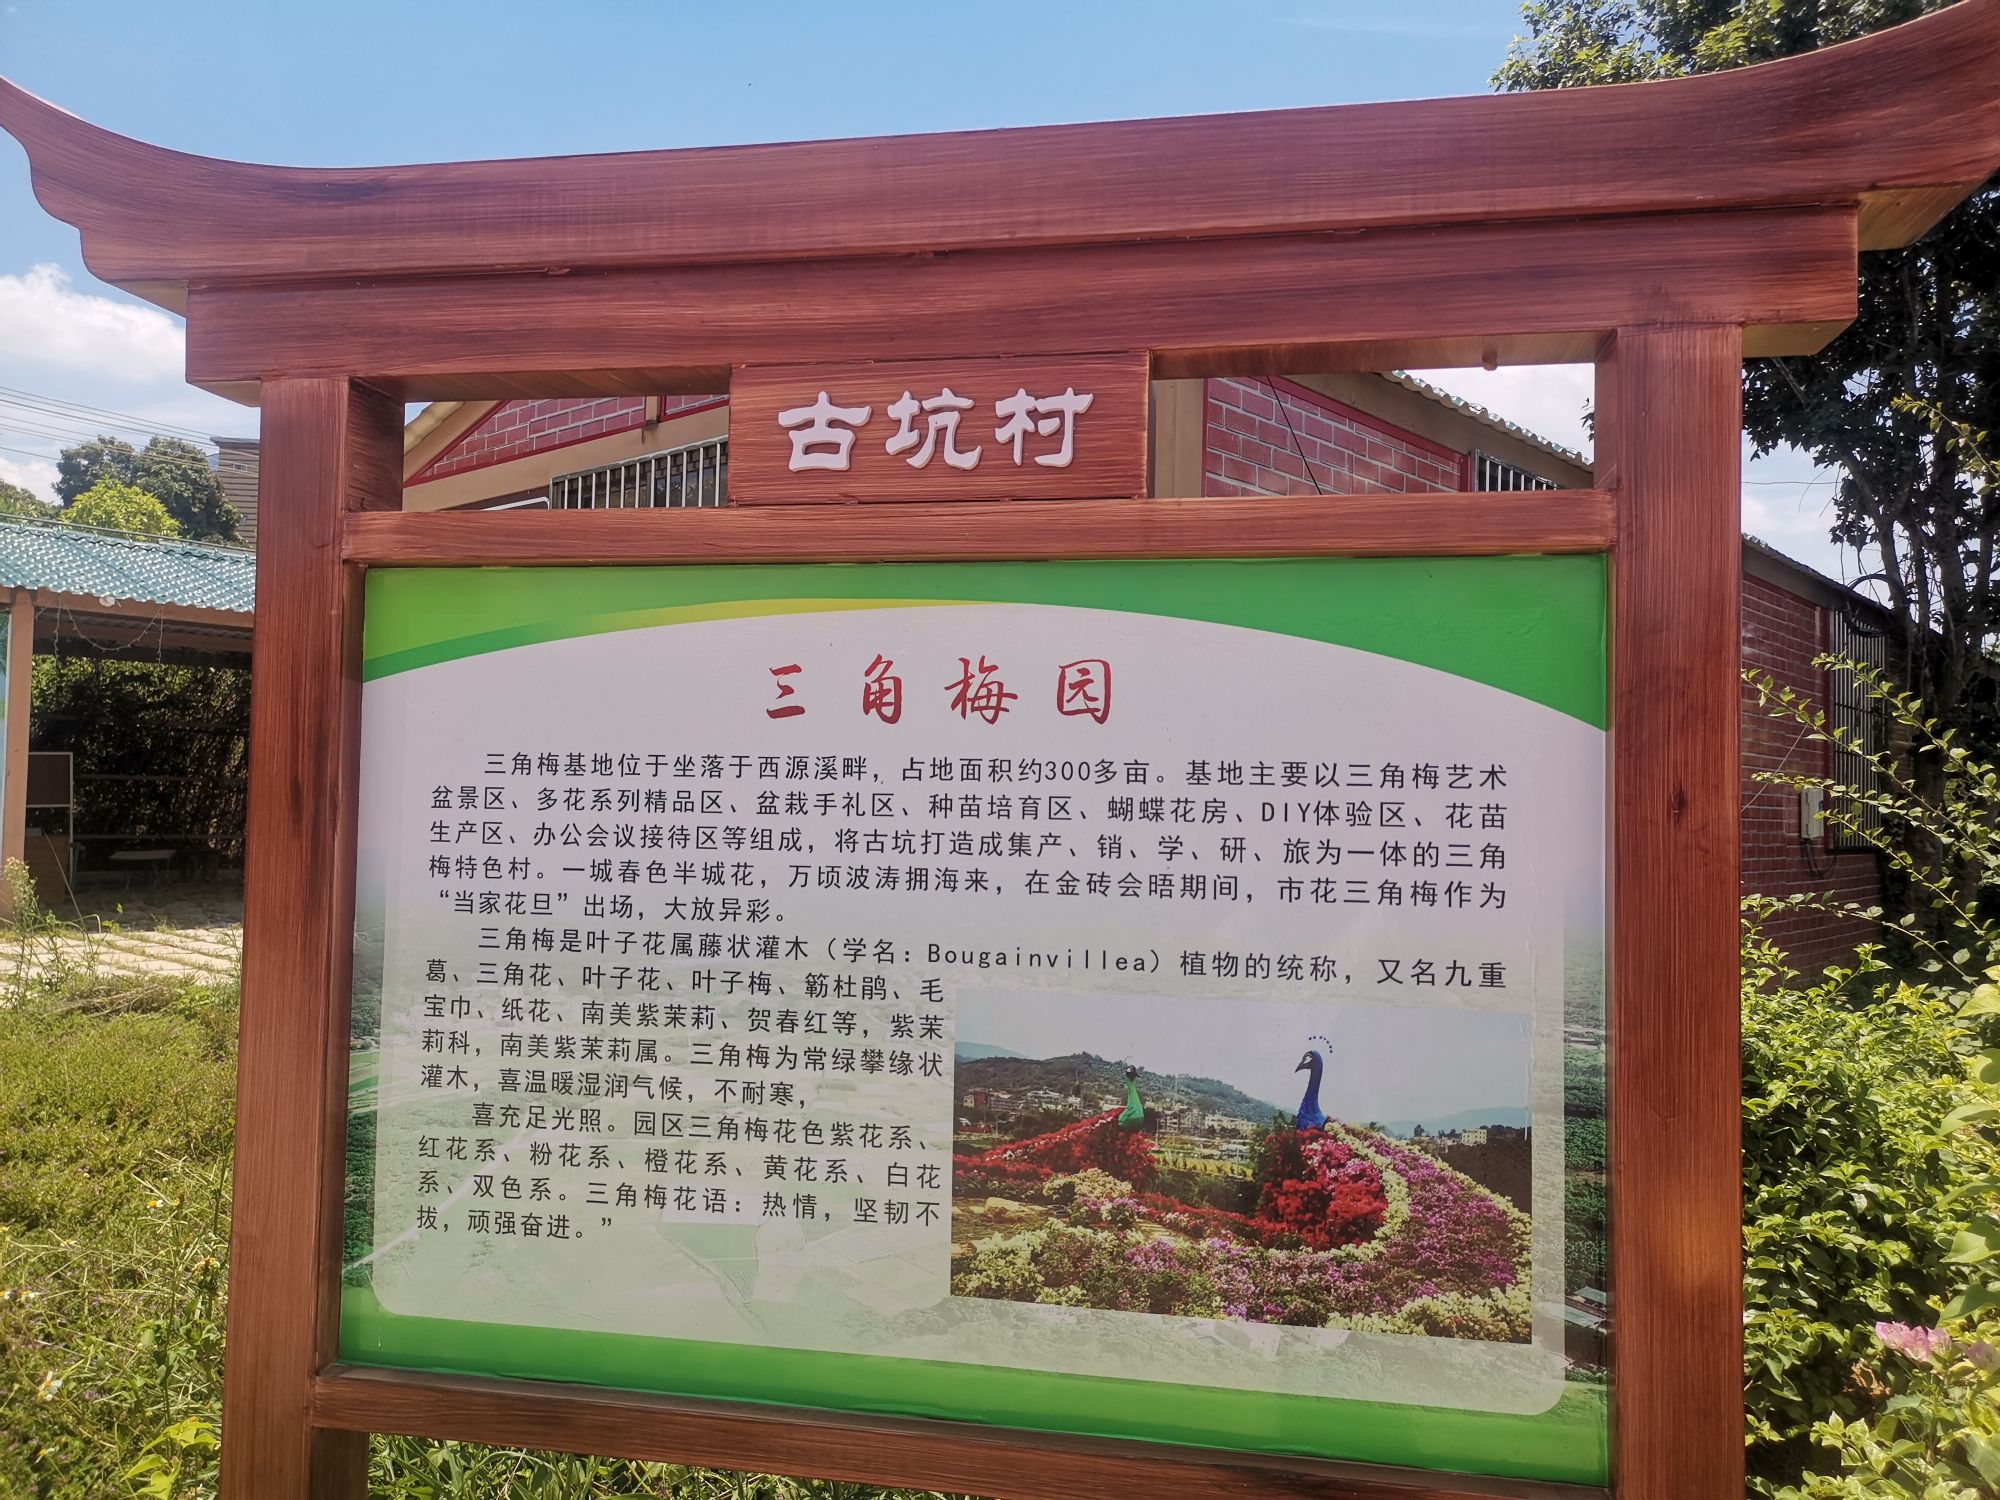 古坑村
三角梅园
三角梅基地位于坐落于西源溪畔，占地面积约300多亩。基地主要以三角梅艺术
盆景区、多花系列精品区、盆栽手礼区、种苗培育区、蝴蝶花房、DIY体验区、花苗
生产区、办公会议接待区等组成，将古坑打造成集产、销、学、研、旅为一体的三角
梅特色村。一城春色半城花，万顷波涛拥海来，在金砖会晤期间，市花三角梅作为
“当家花旦”出场，大放异彩。
三角梅是叶子花属藤状灌木（学名：Bougainvillea）植物的统称，又名九重
葛、三角花、叶子花、叶子梅、簕杜鹃、毛
宝巾、纸花、南美紫茉莉、贺春红等，紫茉
莉科，南美紫茉莉属。三角梅为常绿攀缘状
灌木，喜温暖湿润气候，不耐寒，
喜充足光照。园区三角梅花色紫花系、
红花系、粉花系、橙花系、黄花系、白花
系、双色系。三角梅花语：热情，坚韧不
拔，顽强奋进。”